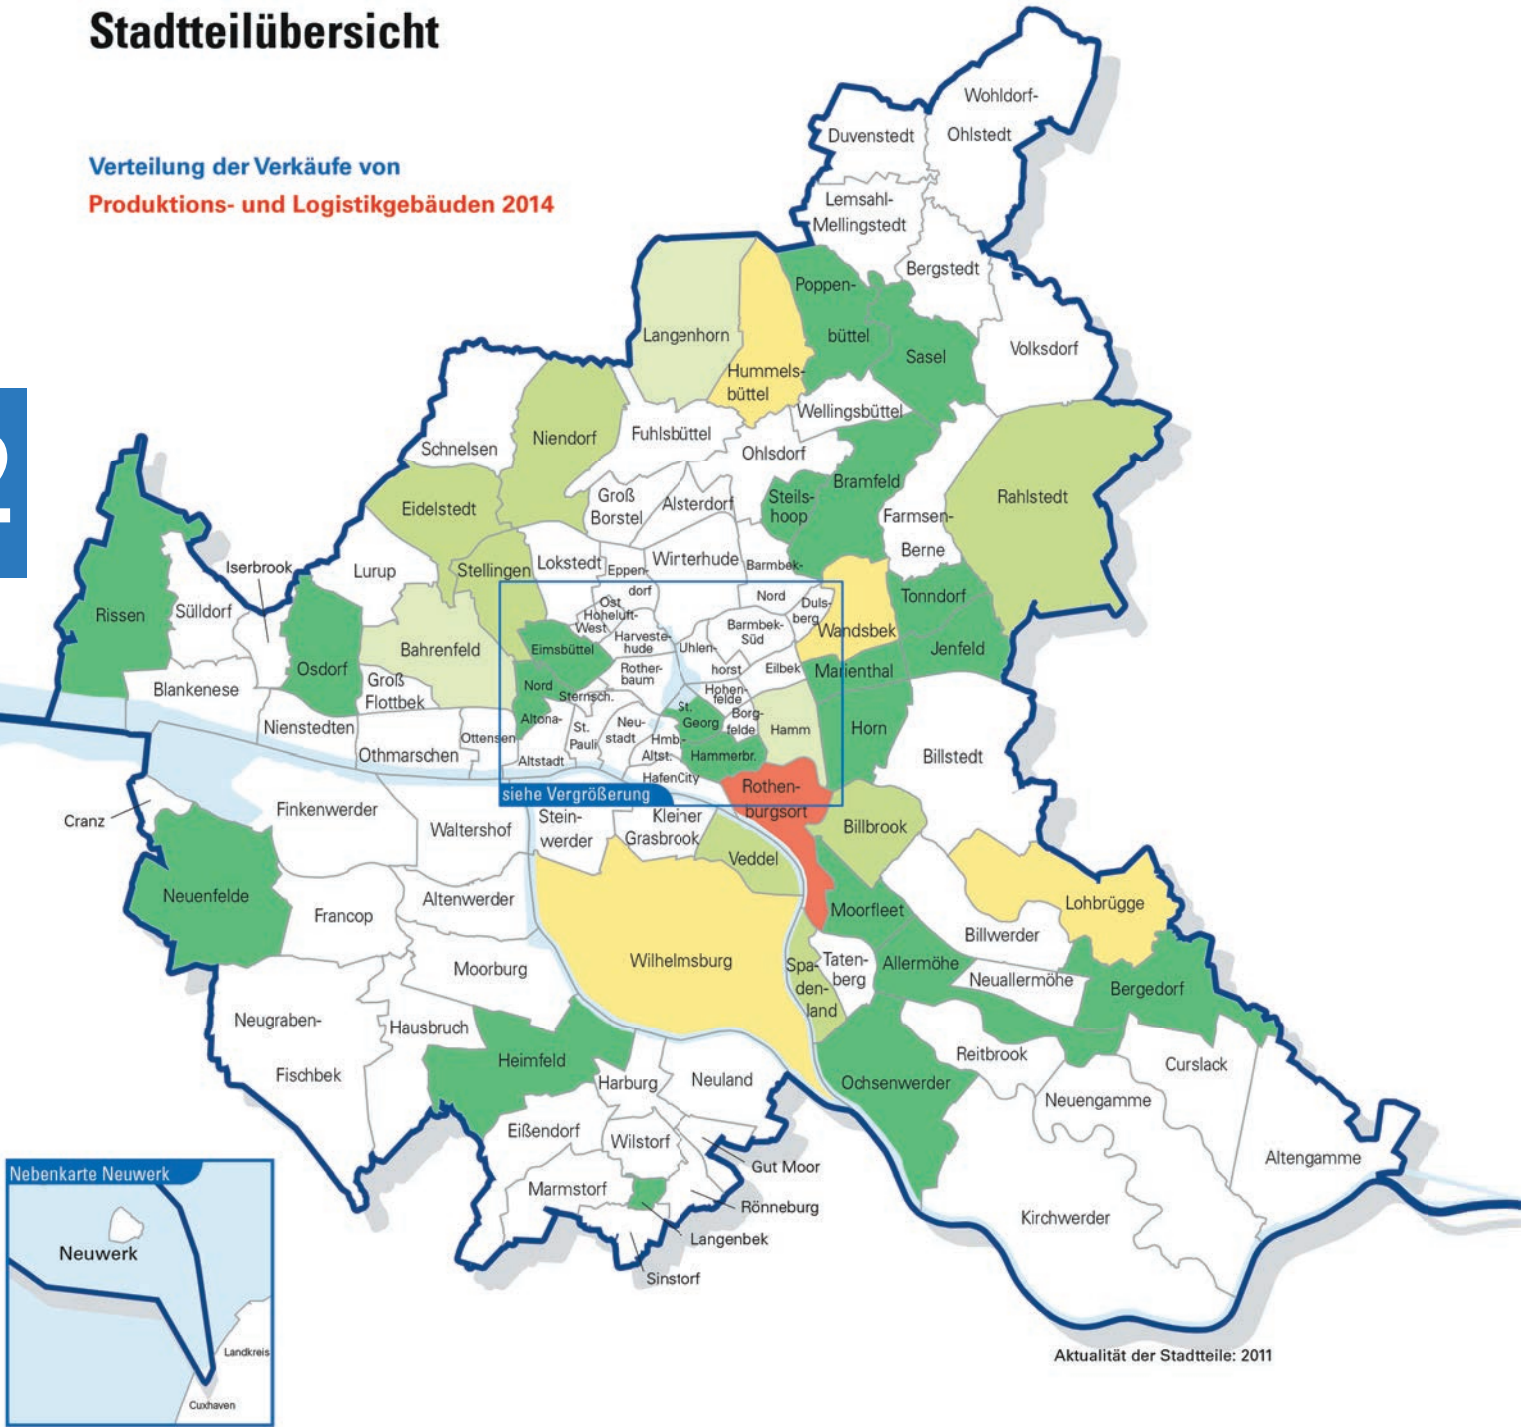 Stadtteilübersicht
Verteilung der Verkäufe von
Produktions- und Logistikgebäuden 2014
Wohldorf-
Ohlstedt
Duvenstedt
Lemsahl-
Mellingstedt
Bergstedt
Poppen-
büttel
Sasel
Volksdorf
Langenhorn
Hummels-
büttel
Wellingsbüttel
Schnelsen
Niendorf
Fuhlsbüttel
Ohlsdorf
Bramfeld
Rahlstedt
Eidelstedt
Groß
Borstel
Alsterdorf
Steils-
hoop
Farmsen-
Berne
Iserbrook
Lurup
Stellingen
Lokstedt
Eppen-
dorf
Wirterhude
Barmbek-
Nord
Duls-
berg
Tonndorf
Rissen
Sülldorf
Ost
Hoheluft-
West
Harveste-
hude
Barmbek-
Süd
Wandsbek
Jenfeld
Osdorf
Bahrenfeld
Eimsbüttel
Uhlen-
horst
Eilbek
Marienthal
Blankenese
Groß
Flottbek
Nord
Sternsch.
Rother-
baum
Hohen-
felde
Nienstedten
Othmarschen
Ottensen
Altona-
Altstadt
St.
Pauli
Neu-
stadt
Hmb.-
Altst.
St.
Georg
Borg-
felde
Hamm
Horn
Billstedt
Hammerbr.
HafenCity
siehe Vergrößerung
Rothen-
burgsort
Cranz
Finkenwerder
Waltershof
Stein-
werder
Kleiner
Grasbrook
Veddel
Billbrook
Neuenfelde
Francop
Altenwerder
Moorfleet
Lohbrügge
Moorburg
Wilhelmsburg
Billwerder
Spa-
den-
land
Taten-
berg
Allermöhe
Neuallermöhe
Bergedorf
Neugraben-
Fischbek
Hausbruch
Heimfeld
Harburg
Neuland
Ochsenwerder
Reitbrook
Curslack
Neuengamme
Eißendorf
Wilstorf
Gut Moor
Altengamme
Marmstorf
Rönneburg
Langenbek
Sinstorf
Kirchwerder
Nebenkarte Neuwerk
Neuwerk
Landkreis
Cuxhaven
Aktualität der Stadtteile: 2011